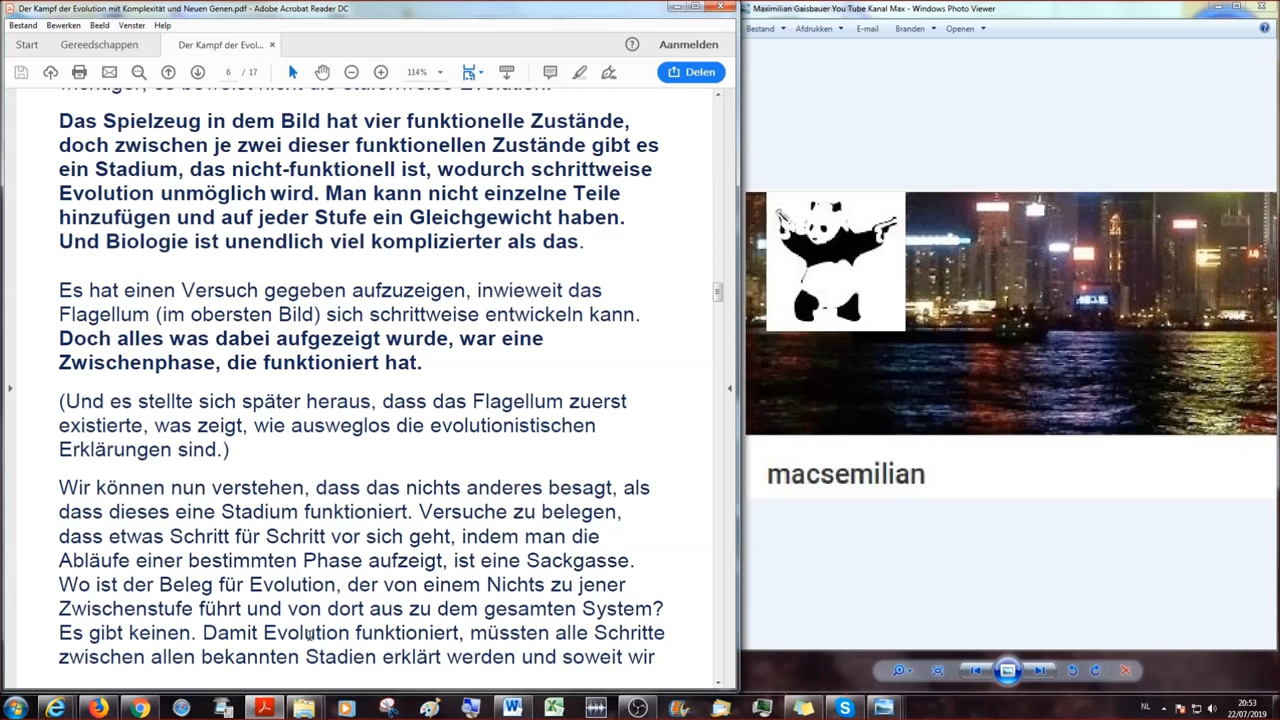 Der Kampf der Evolution mit Komplexität und Neuen Genen.pdf - Adobe Acrobat Reader DC
Bestand Bewerken Beeld Venster Help
Start Gereedschappen Der Kampf der Evol... × Aanmelden
6 / 17 114% Delen
Das Spielzeug in dem Bild hat vier funktionelle Zustände,
doch zwischen je zwei dieser funktionellen Zustände gibt es
ein Stadium, das nicht-funktionell ist, wodurch schrittweise
Evolution unmöglich wird. Man kann nicht einzelne Teile
hinzufügen und auf jeder Stufe ein Gleichgewicht haben.
Und Biologie ist unendlich viel komplizierter als das.
Es hat einen Versuch gegeben aufzuzeigen, inwieweit das
Flagellum (im obersten Bild) sich schrittweise entwickeln kann.
Doch alles was dabei aufgezeigt wurde, war eine
Zwischenphase, die funktioniert hat.
(Und es stellte sich später heraus, dass das Flagellum zuerst
existierte, was zeigt, wie ausweglos die evolutionistischen
Erklärungen sind.)
Wir können nun verstehen, dass das nichts anderes besagt, als
dass dieses eine Stadium funktioniert. Versuche zu belegen,
dass etwas Schritt für Schritt vor sich geht, indem man die
Abläufe einer bestimmten Phase aufzeigt, ist eine Sackgasse.
Wo ist der Beleg für Evolution, der von einem Nichts zu jener
Zwischenstufe führt und von dort aus zu dem gesamten System?
Es gibt keinen. Damit Evolution funktioniert, müssten alle Schritte
zwischen allen bekannten Stadien erklärt werden und soweit wir
Maximilian Gaisbauer You Tube Kanal Max - Windows Photo Viewer
Bestand Afdrukken E-mail Branden Openen
macsemilian
NL 20:53
22/07/2019